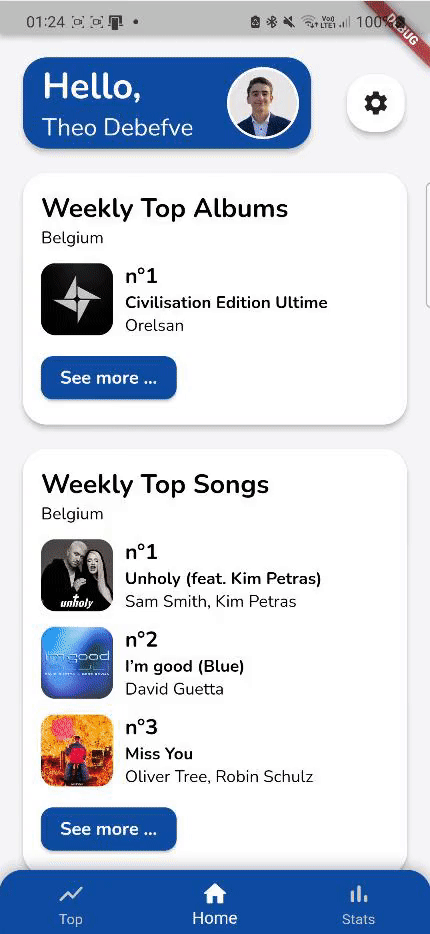 01:24
Vo))
LTE1
100%
DEBUG
Hello,
Theo Debefve
Weekly Top Albums
Belgium
n°1
Civilisation Edition Ultime
Orelsan
See more ...
Weekly Top Songs
Belgium
n°1
Unholy (feat. Kim Petras)
Sam Smith, Kim Petras
unholy
n°2
I'm good (Blue)
David Guetta
i'm good
n°3
Miss You
Oliver Tree, Robin Schulz
See more ...
Top
Home
Stats